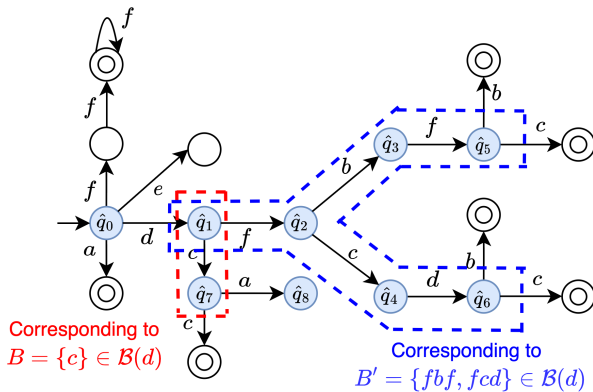 f
b
f
q̂₃
f
q̂₅
c
e
b
f
q̂₀
d
q̂₁
f
q̂₂
a
c
c
b
q̂₇
a
q̂₈
q̂₄
d
q̂₆
c
c
Corresponding to
B = {c} ∈ ℬ(d)
Corresponding to
B′ = {fbf, fcd} ∈ ℬ(d)